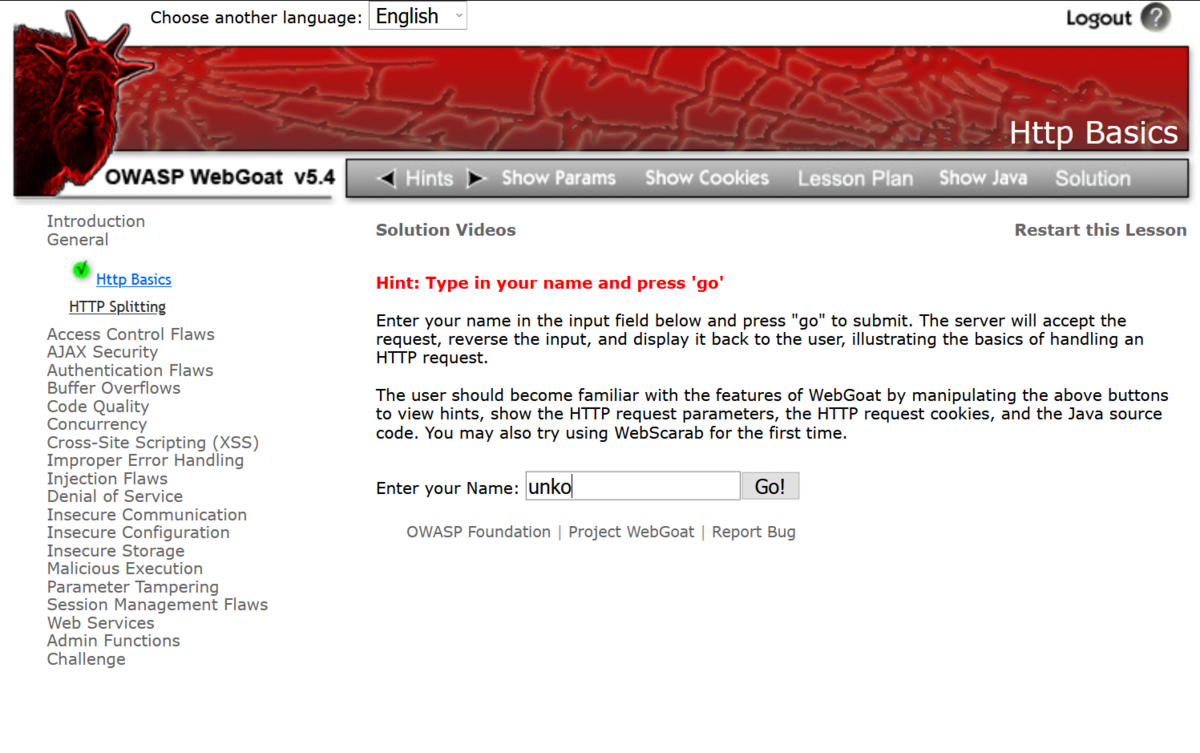 Choose another language: English
Logout ?
Http Basics
OWASP WebGoat v5.4
Hints Show Params Show Cookies Lesson Plan Show Java Solution
Introduction
General
Http Basics
HTTP Splitting
Access Control Flaws
AJAX Security
Authentication Flaws
Buffer Overflows
Code Quality
Concurrency
Cross-Site Scripting (XSS)
Improper Error Handling
Injection Flaws
Denial of Service
Insecure Communication
Insecure Configuration
Insecure Storage
Malicious Execution
Parameter Tampering
Session Management Flaws
Web Services
Admin Functions
Challenge
Solution Videos
Restart this Lesson
Hint: Type in your name and press 'go'
Enter your name in the input field below and press "go" to submit. The server will accept the
request, reverse the input, and display it back to the user, illustrating the basics of handling an
HTTP request.
The user should become familiar with the features of WebGoat by manipulating the above buttons
to view hints, show the HTTP request parameters, the HTTP request cookies, and the Java source
code. You may also try using WebScarab for the first time.
Enter your Name: unko Go!
OWASP Foundation | Project WebGoat | Report Bug